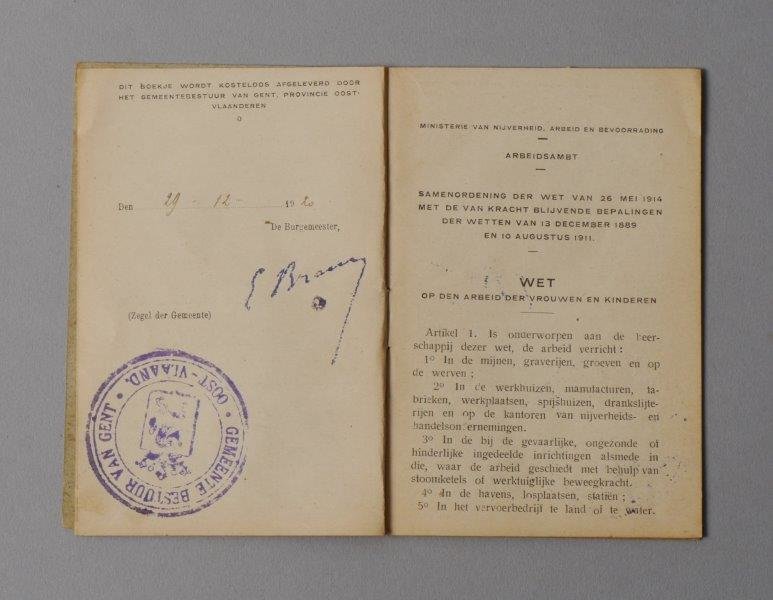 DIT BOEKJE WORDT KOSTELOOS AFGELEVERD DOOR
HET GEMEENTEBESTUUR VAN GENT, PROVINCIE OOST-
VLAANDEREN
Den 29 - 12 - 1920
De Burgemeester,
E Braun
(Zegel der Gemeente)
GEMEENTE BESTUUR VAN GENT • OOST-VLAAND. •
MINISTERIE VAN NIJVERHEID, ARBEID EN BEVOORRADING
ARBEIDSAMBT
SAMENORDENING DER WET VAN 26 MEI 1914
MET DE VAN KRACHT BLIJVENDE BEPALINGEN
DER WETTEN VAN 13 DECEMBER 1889
EN 10 AUGUSTUS 1911.
WET
OP DEN ARBEID DER VROUWEN EN KINDEREN
Artikel 1. Is onderworpen aan de heer-
schappij dezer wet, de arbeid verricht :
1º In de mijnen, graverijen, groeven en op
de werven ;
2º In de werkhuizen, manufacturen, fa-
brieken, werkplaatsen, spijshuizen, drankslijte-
rijen en op de kantoren van nijverheids- en
handelsondernemingen.
3º In de bij de gevaarlijke, ongezonde of
hinderlijke ingedeelde inrichtingen alsmede in
die, waar de arbeid geschiedt met behulp van
stoomketels of werktuiglijke beweegkracht.
4º In de havens, losplaatsen, statiën ;
5º In het vervoerbedrijf te land of te water.